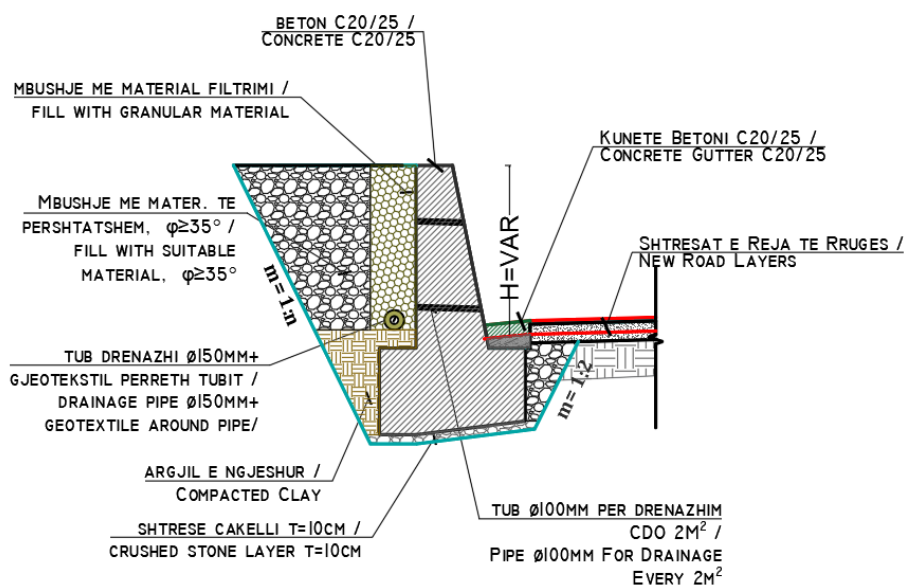 BETON C20/25 /
CONCRETE C20/25
MBUSHJE ME MATERIAL FILTRIMI /
FILL WITH GRANULAR MATERIAL
KUNETE BETONI C20/25 /
CONCRETE GUTTER C20/25
MBUSHJE ME MATER. TE
PERSHTATSHEM, φ≥35° /
FILL WITH SUITABLE
MATERIAL, φ≥35°
H=VAR
SHTRESAT E REJA TE RRUGES /
NEW ROAD LAYERS
m= 1:n
m= 1:2
TUB DRENAZHI Ø150MM+
GJEOTEKSTIL PERRETH TUBIT /
DRAINAGE PIPE Ø150MM+
GEOTEXTILE AROUND PIPE/
ARGJIL E NGJESHUR /
COMPACTED CLAY
SHTRESE CAKELLI T=10CM /
CRUSHED STONE LAYER T=10CM
TUB Ø100MM PER DRENAZHIM
CDO 2M² /
PIPE Ø100MM FOR DRENAGE
EVERY 2M²